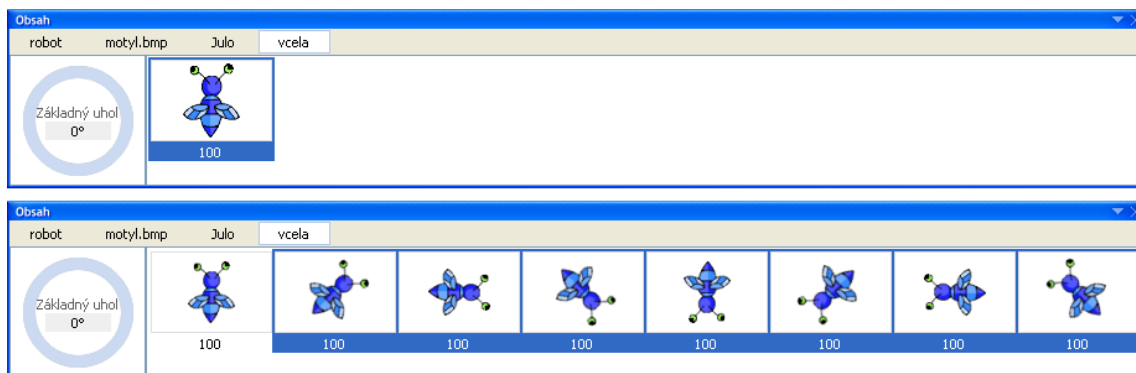 Obsah
robot motyl.bmp Julo vcela
Základný uhol
0°
100
Obsah
robot motyl.bmp Julo vcela
Základný uhol
0°
100 100 100 100 100 100 100 100